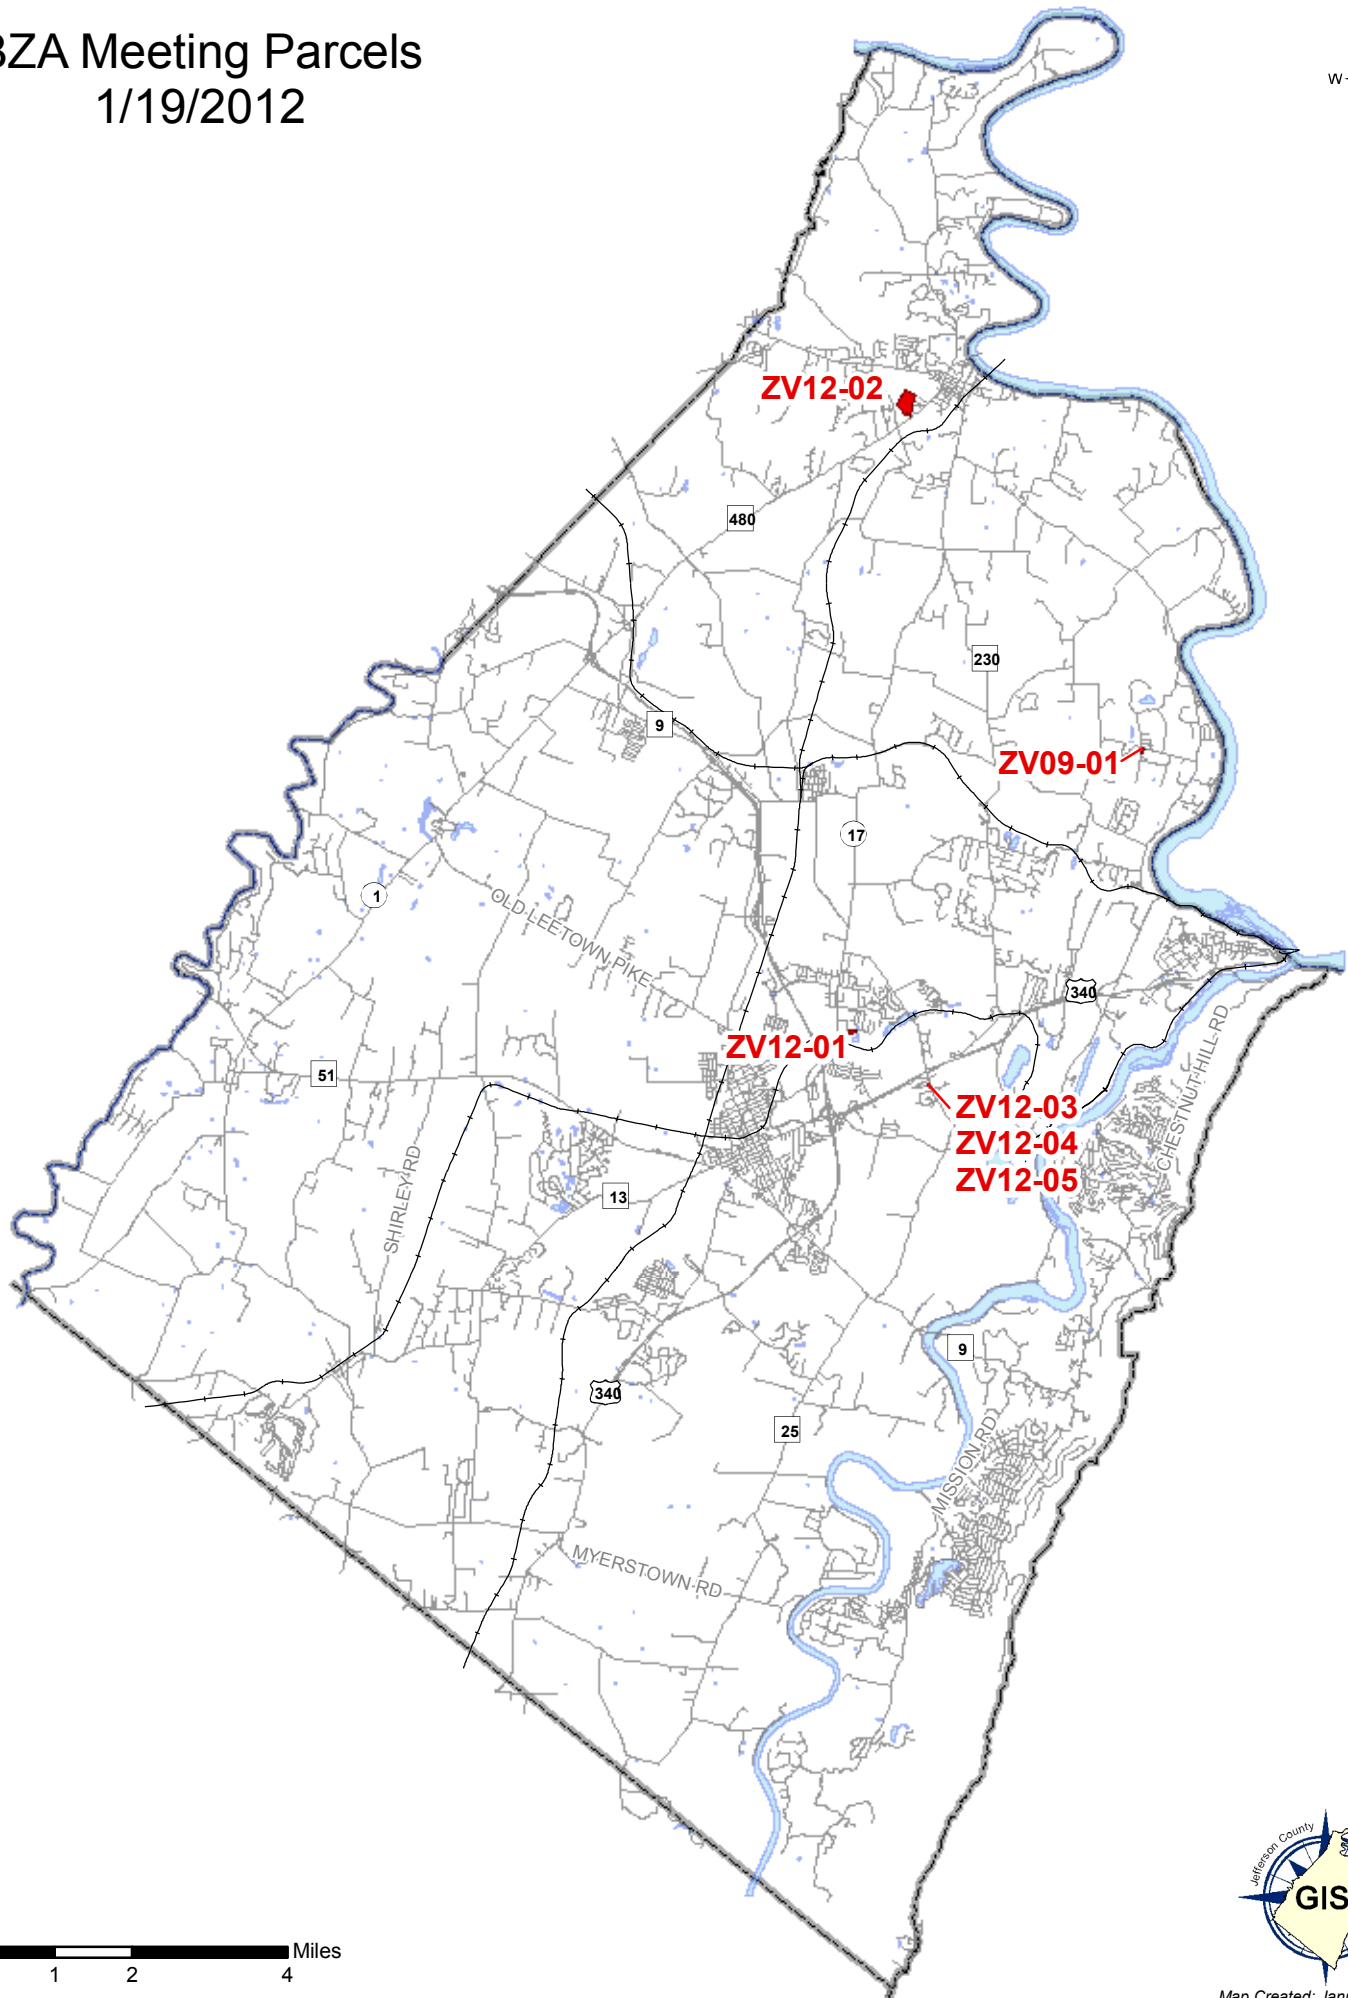 BZA Meeting Parcels
1/19/2012
W
ZV12-02
480
230
9
ZV09-01
17
1
OLD LEETOWN PIKE
340
ZV12-01
CHESTNUT HILL RD
51
ZV12-03
ZV12-04
ZV12-05
SHIRLEY RD
13
9
340
25
MISSION RD
MYERSTOWN RD
Jefferson County
GIS
Miles
1 2 4
Map Created: